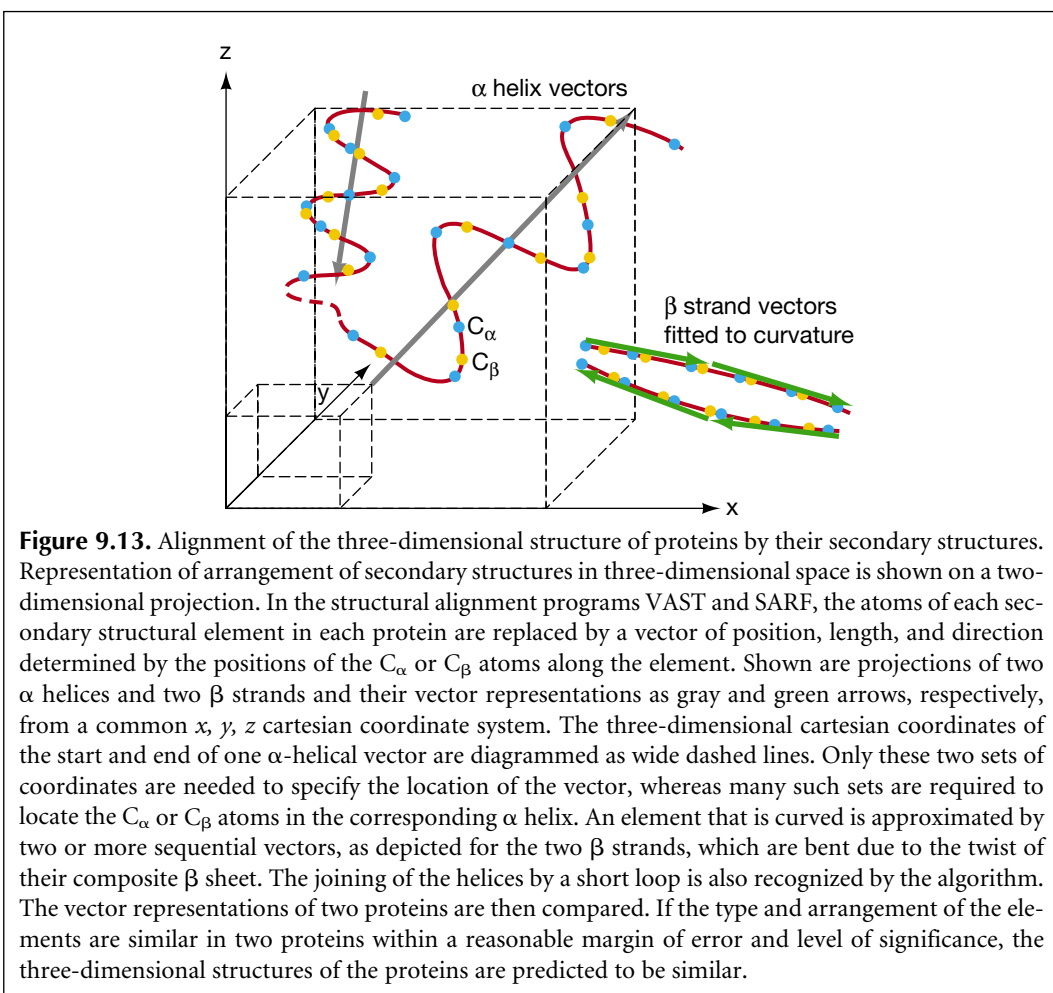 z
α helix vectors
β strand vectors
fitted to curvature
Cα
Cβ
y
x
Figure 9.13. Alignment of the three-dimensional structure of proteins by their secondary structures.
Representation of arrangement of secondary structures in three-dimensional space is shown on a two-
dimensional projection. In the structural alignment programs VAST and SARF, the atoms of each sec-
ondary structural element in each protein are replaced by a vector of position, length, and direction
determined by the positions of the Cα or Cβ atoms along the element. Shown are projections of two
α helices and two β strands and their vector representations as gray and green arrows, respectively,
from a common x, y, z cartesian coordinate system. The three-dimensional cartesian coordinates of
the start and end of one α-helical vector are diagrammed as wide dashed lines. Only these two sets of
coordinates are needed to specify the location of the vector, whereas many such sets are required to
locate the Cα or Cβ atoms in the corresponding α helix. An element that is curved is approximated by
two or more sequential vectors, as depicted for the two β strands, which are bent due to the twist of
their composite β sheet. The joining of the helices by a short loop is also recognized by the algorithm.
The vector representations of two proteins are then compared. If the type and arrangement of the ele-
ments are similar in two proteins within a reasonable margin of error and level of significance, the
three-dimensional structures of the proteins are predicted to be similar.